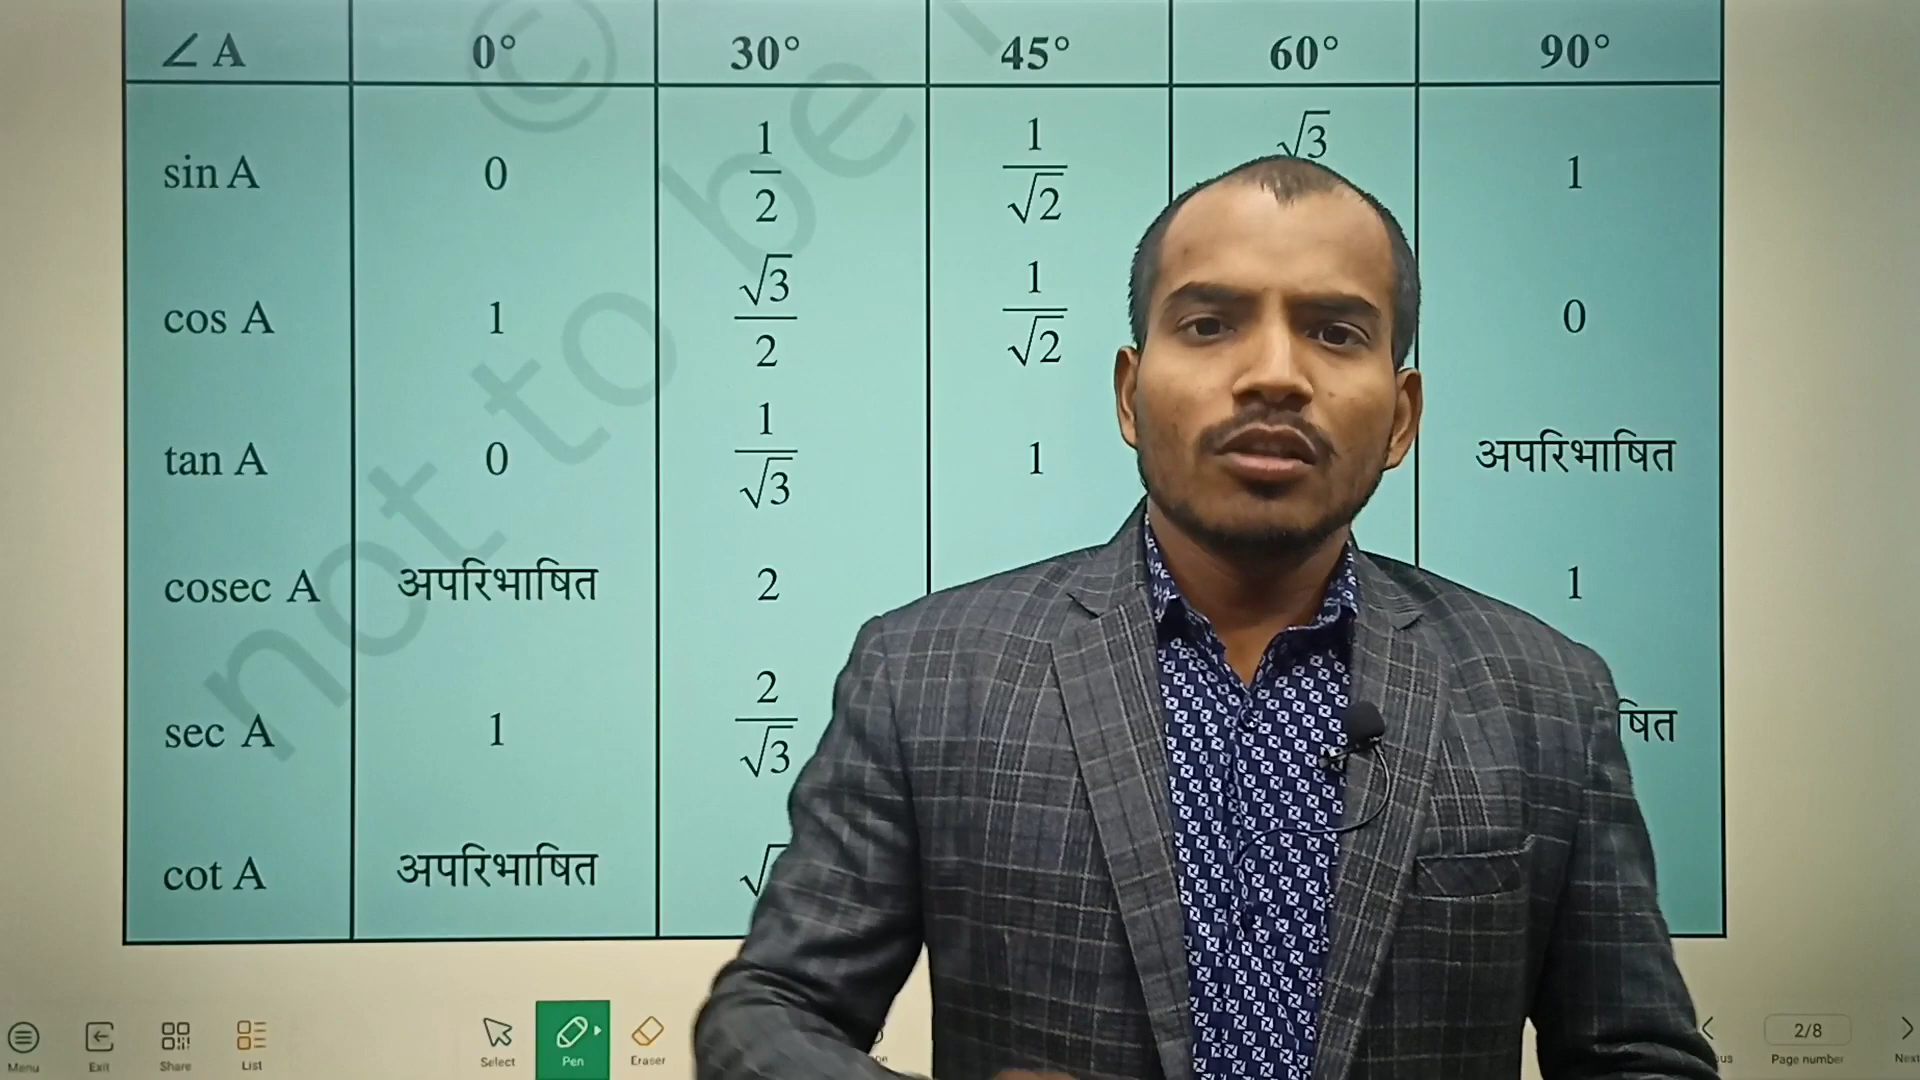 ∠A 0° 30° 45° 60° 90°
sin A 0 1/2 1/√2 √3 1
cos A 1 √3/2 1/√2 0
tan A 0 1/√3 1 अपरिभाषित
cosec A अपरिभाषित 2 1
sec A 1 2/√3 षित
cot A अपरिभाषित √
© not to be
Menu Exit Share List Select Pen Eraser 2/8
Page number Next